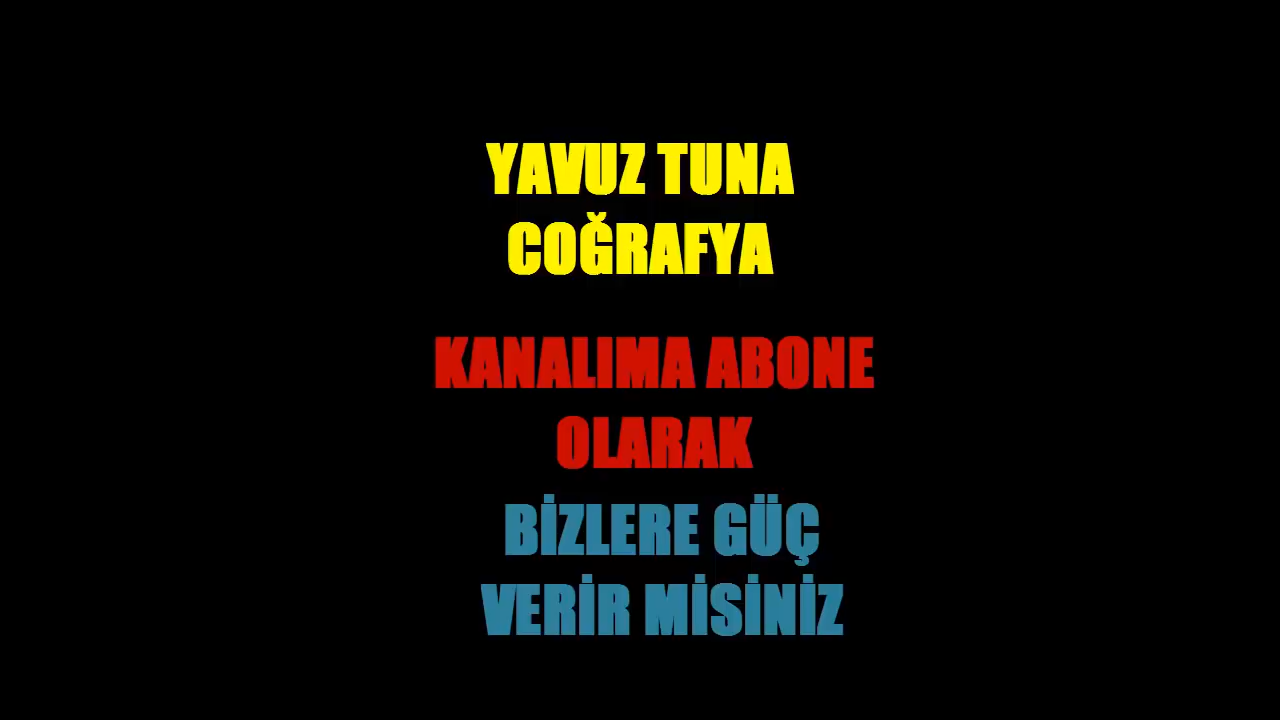 YAVUZ TUNA
COĞRAFYA
KANALIMA ABONE
OLARAK
BİZLERE GÜÇ
VERİR MİSİNİZ